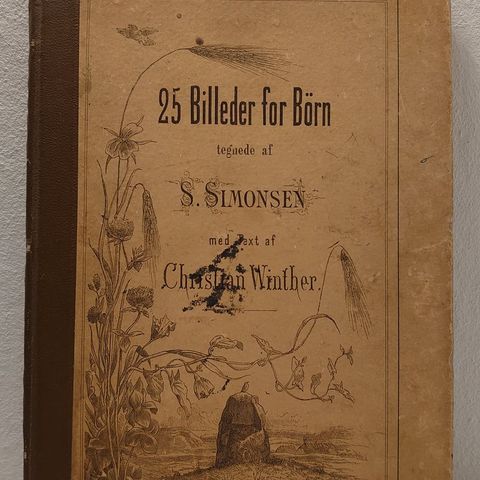 25 Billeder for Börn
tegnede af
S. SIMONSEN
med Text af
Christian Winther.